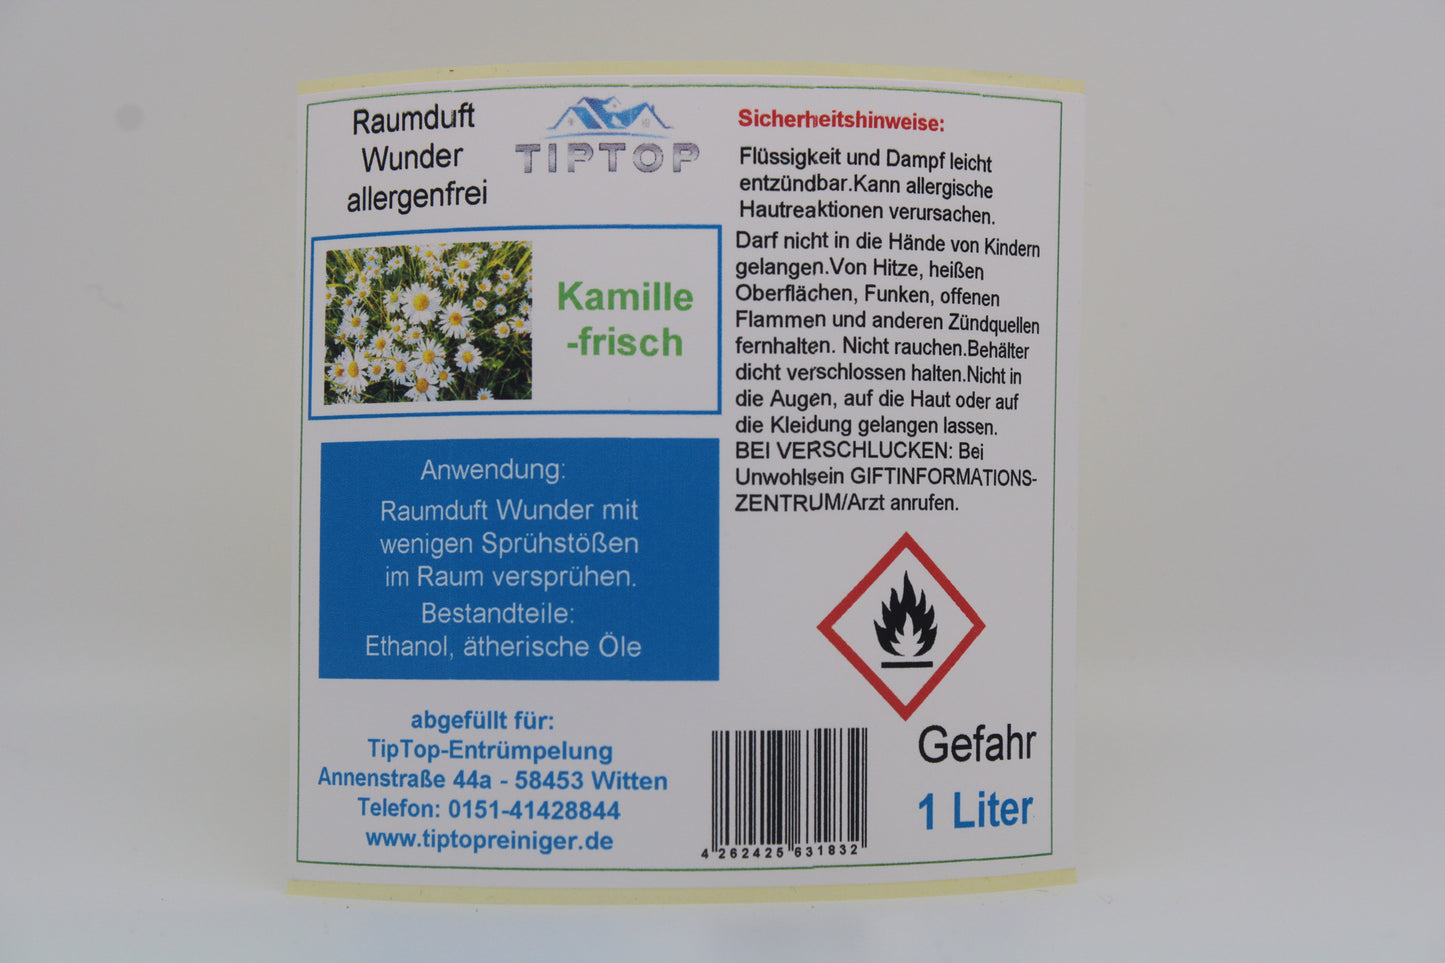 Raumduft
Wunder
allergenfrei
TIPTOP
Kamille
-frisch
Anwendung:
Raumduft Wunder mit
wenigen Sprühstößen
im Raum versprühen.
Bestandteile:
Ethanol, ätherische Öle
abgefüllt für:
TipTop-Entrümpelung
Annenstraße 44a - 58453 Witten
Telefon: 0151-41428844
www.tiptopreiniger.de
Sicherheitshinweise:
Flüssigkeit und Dampf leicht
entzündbar.Kann allergische
Hautreaktionen verursachen.
Darf nicht in die Hände von Kindern
gelangen.Von Hitze, heißen
Oberflächen, Funken, offenen
Flammen und anderen Zündquellen
fernhalten. Nicht rauchen.Behälter
dicht verschlossen halten.Nicht in
die Augen, auf die Haut oder auf
die Kleidung gelangen lassen.
BEI VERSCHLUCKEN: Bei
Unwohlsein GIFTINFORMATIONS-
ZENTRUM/Arzt anrufen.
Gefahr
1 Liter
4 262425 631832